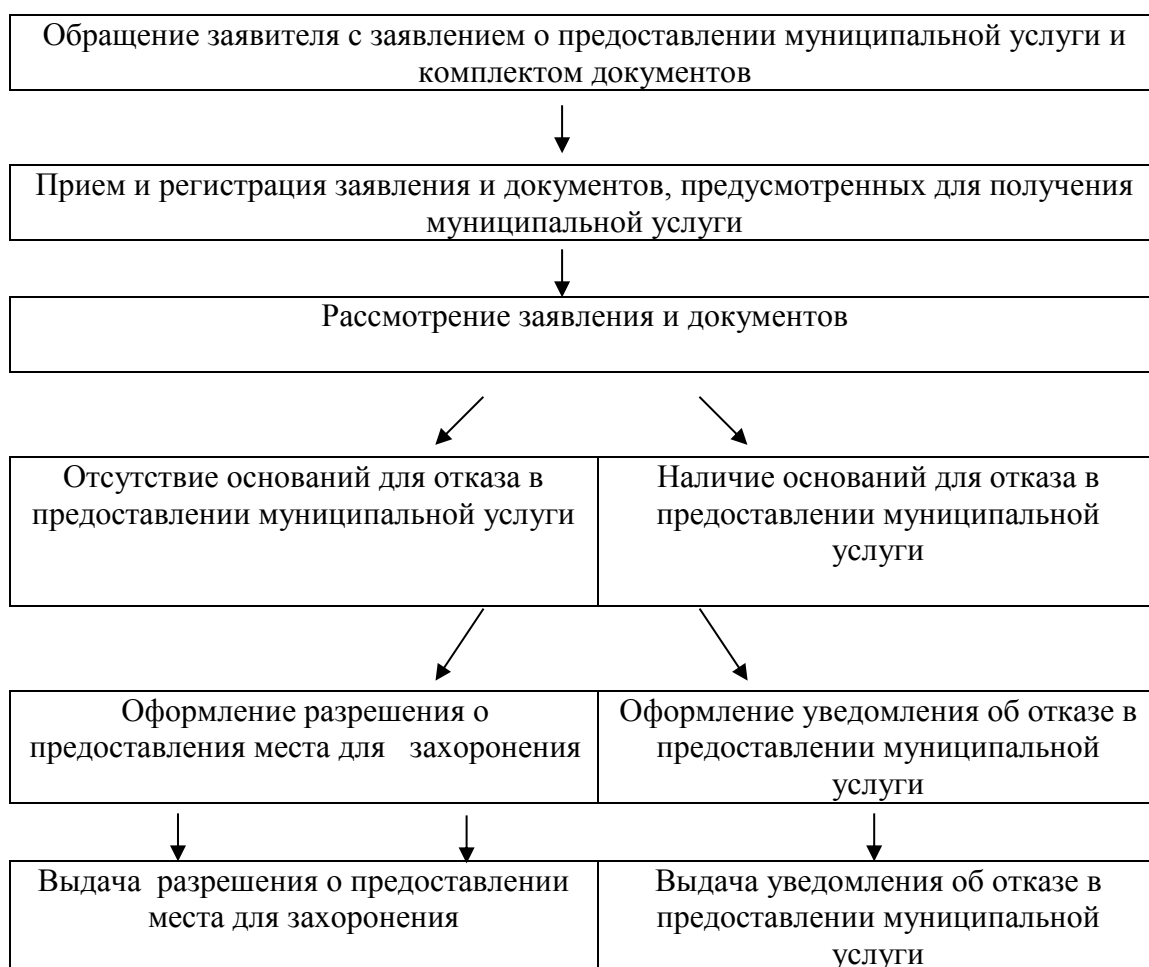 Обращение заявителя с заявлением о предоставлении муниципальной услуги и
комплектом документов
Прием и регистрация заявления и документов, предусмотренных для получения
муниципальной услуги
Рассмотрение заявления и документов
Отсутствие оснований для отказа в
предоставлении муниципальной услуги
Наличие оснований для отказа в
предоставлении муниципальной
услуги
Оформление разрешения о
предоставления места для захоронения
Оформление уведомления об отказе в
предоставлении муниципальной
услуги
Выдача разрешения о предоставлении
места для захоронения
Выдача уведомления об отказе в
предоставлении муниципальной
услуги